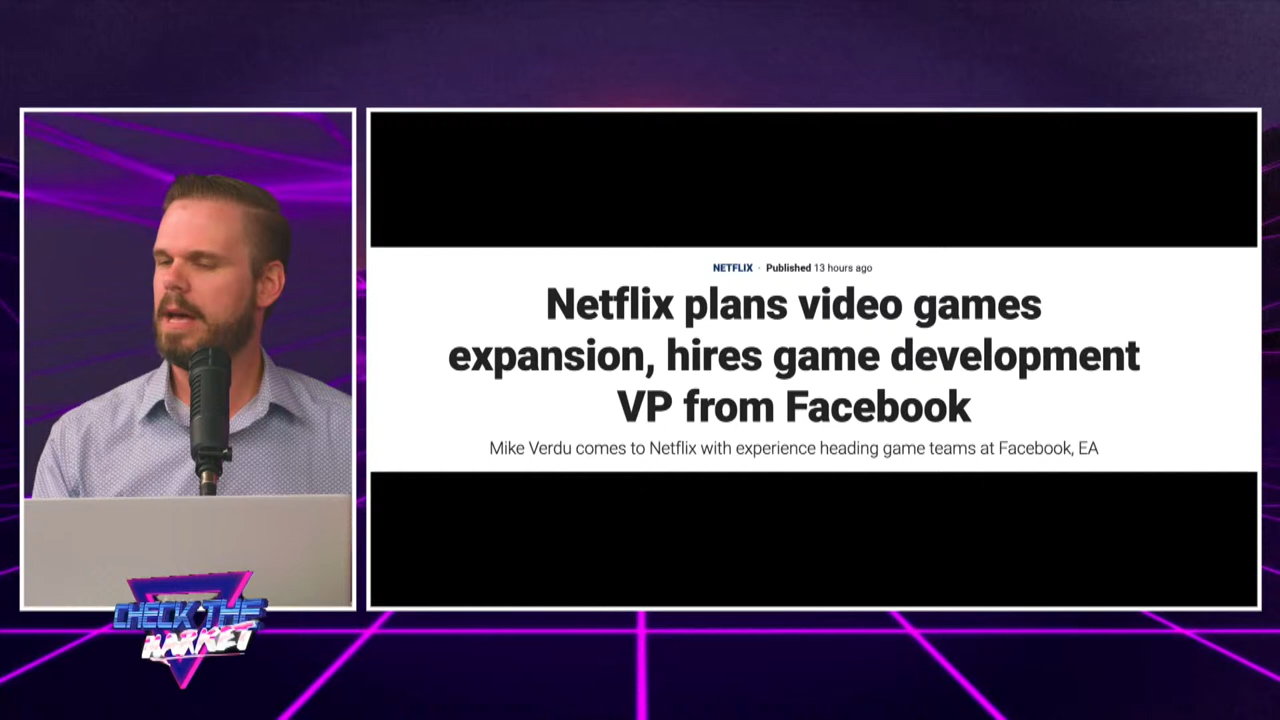 NETFLIX · Published 13 hours ago
Netflix plans video games
expansion, hires game development
VP from Facebook
Mike Verdu comes to Netflix with experience heading game teams at Facebook, EA
CHECK THE
MARKET